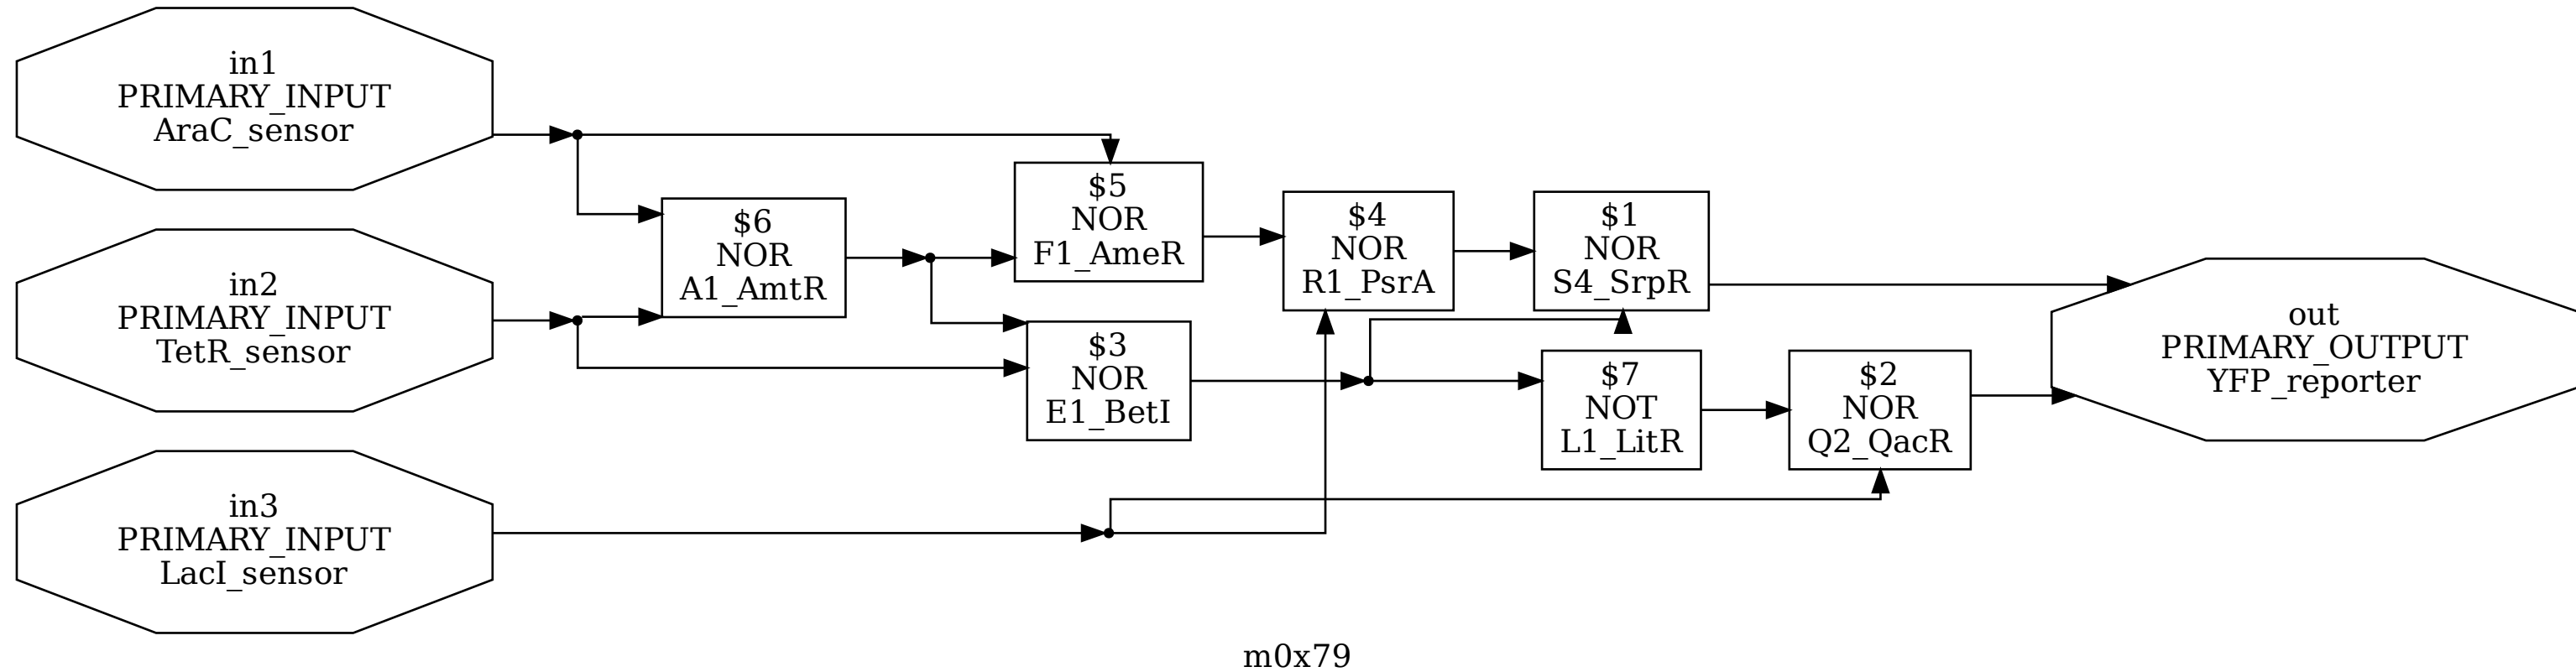 in1
PRIMARY_INPUT
AraC_sensor
in2
PRIMARY_INPUT
TetR_sensor
in3
PRIMARY_INPUT
LacI_sensor
$6
NOR
A1_AmtR
$5
NOR
F1_AmeR
$3
NOR
E1_BetI
$4
NOR
R1_PsrA
$1
NOR
S4_SrpR
$7
NOT
L1_LitR
$2
NOR
Q2_QacR
out
PRIMARY_OUTPUT
YFP_reporter
m0x79